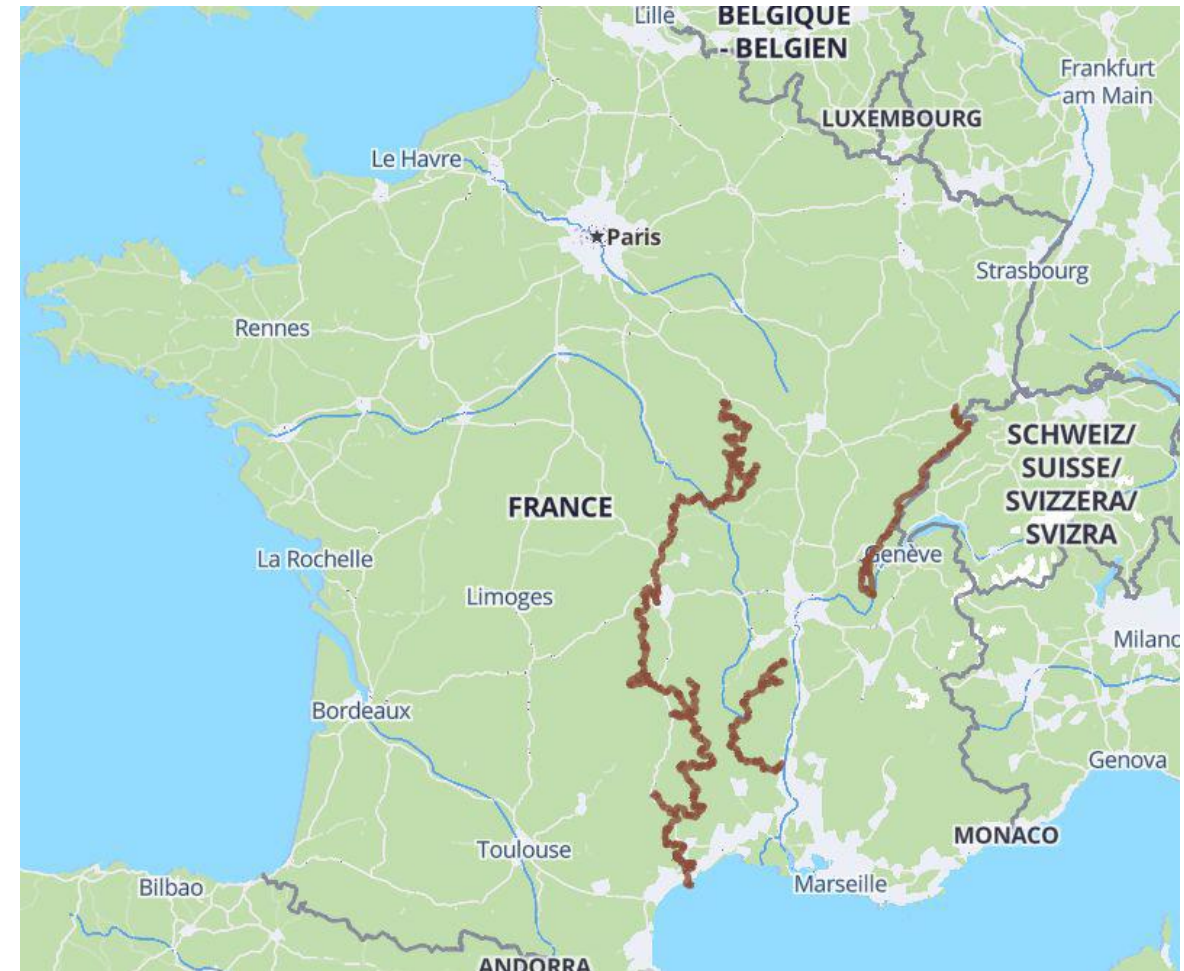 Lille
BELGIQUE
- BELGIEN
Frankfurt
am Main
LUXEMBOURG
Le Havre
Paris
Strasbourg
Rennes
SCHWEIZ/
SUISSE/
SVIZZERA/
SVIZRA
FRANCE
Genève
La Rochelle
Limoges
Milano
Bordeaux
Genova
MONACO
Toulouse
Marseille
Bilbao
ANDORRA